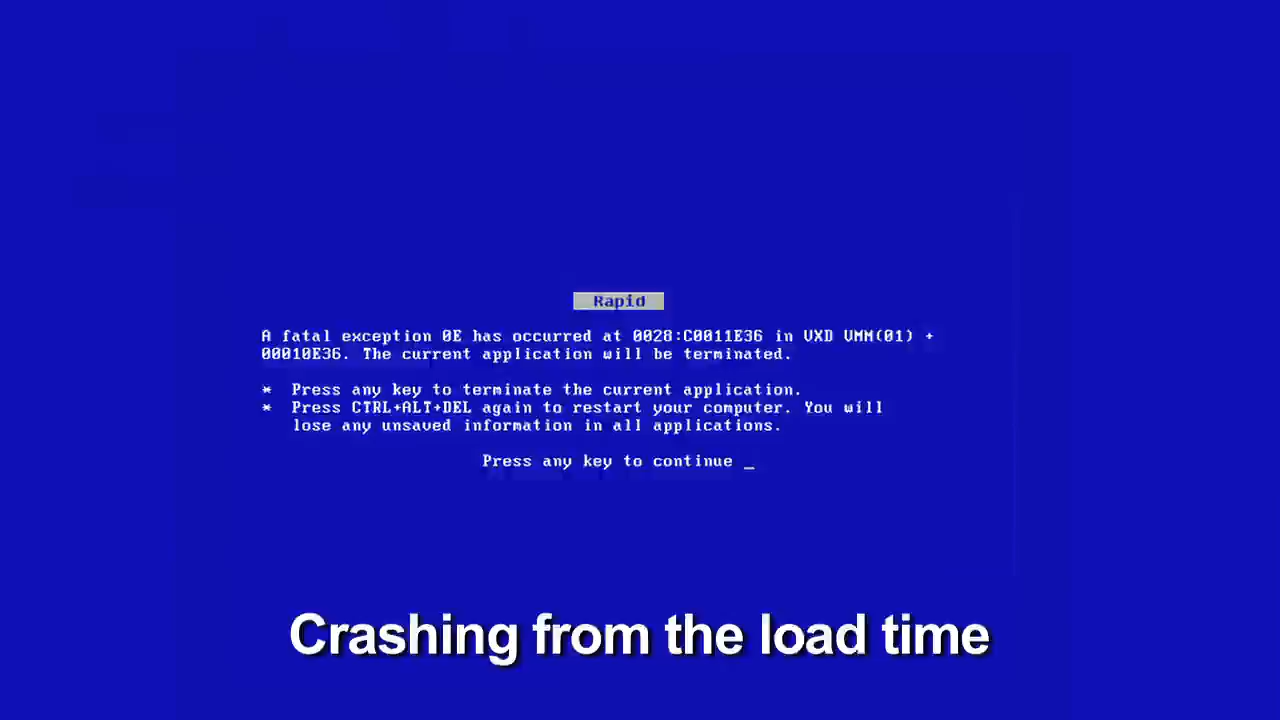 Rapid
A fatal exception 0E has occurred at 0028:C0011E36 in VXD VMM(01) +
00010E36. The current application will be terminated.
* Press any key to terminate the current application.
* Press CTRL+ALT+DEL again to restart your computer. You will
lose any unsaved information in all applications.
Press any key to continue _
Crashing from the load time